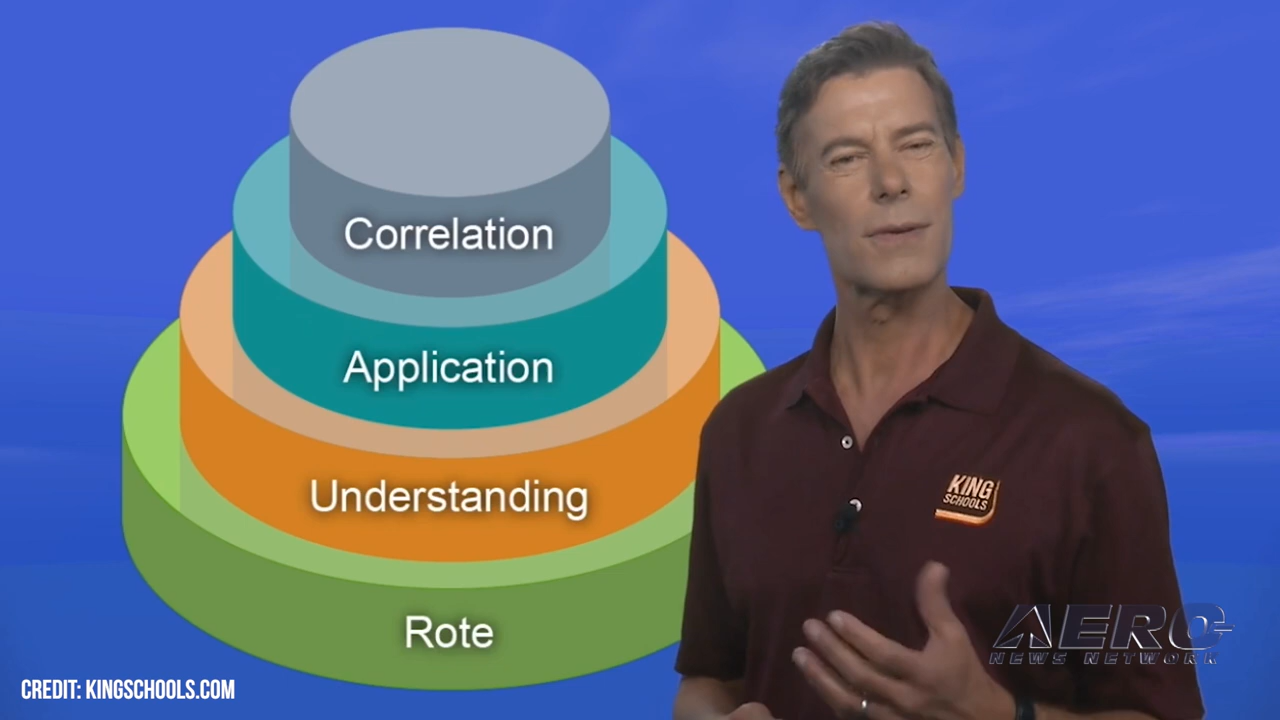 Correlation
Application
Understanding
Rote
KING
SCHOOLS
AERO
NEWS NETWORK
CREDIT: KINGSCHOOLS.COM